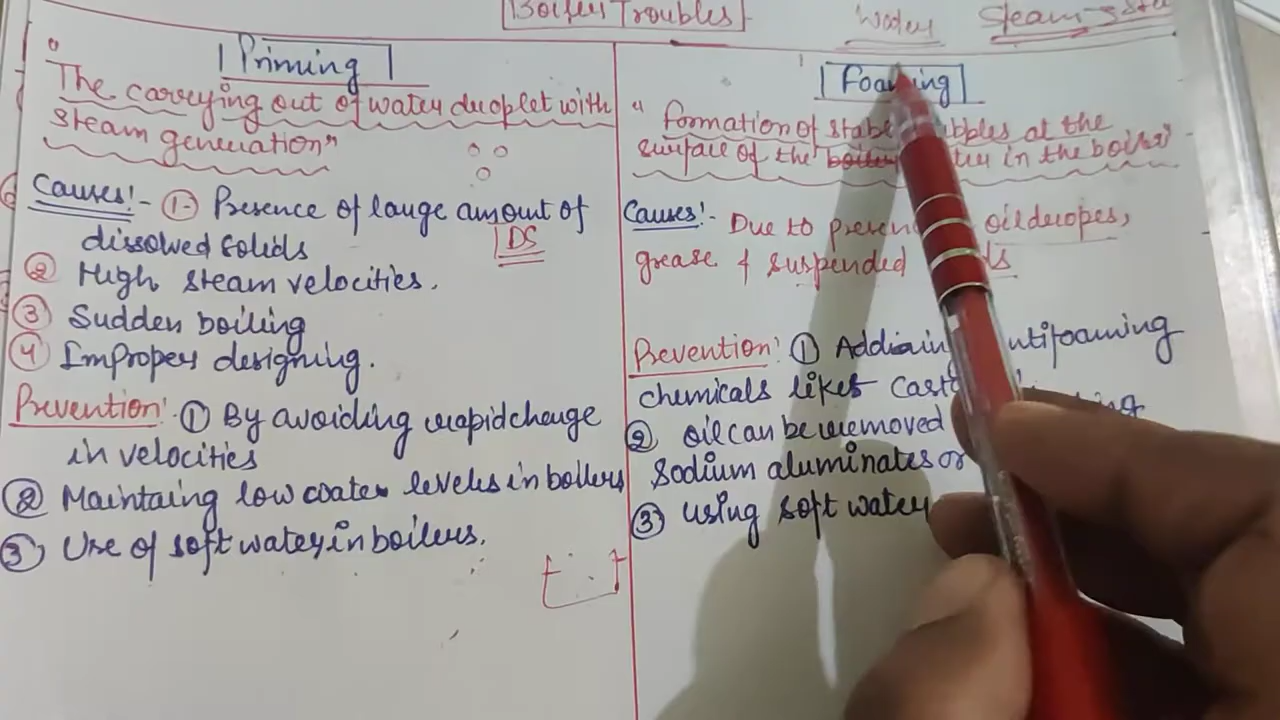 Boiler Troubles
Water
Steam
Priming
"The carrying out of water droplet with
steam generation"
Causes:- ① Presence of large amount of
dissolved solids
DS
② High steam velocities.
③ Sudden boiling
④ Improper designing.
Prevention:- ① By avoiding rapid change
in velocities
② Maintaing low water levels in boilers
③ Use of soft water in boilers.
Foaming
"formation of stable bubbles at the
surface of the in the boiler"
Causes:- Due to oil dropes,
grease & suspended
Prevention: ① antifoaming
chemicals likes
② oil can be removed
Sodium aluminates or
③ using soft water